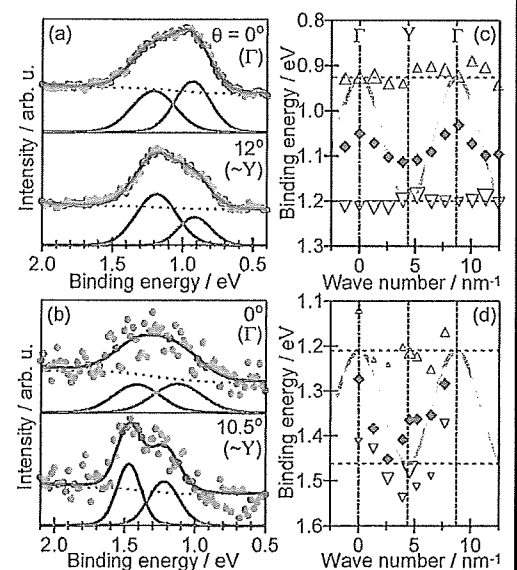 (a)
θ = 0°
(Γ)
12°
(~Y)
Intensity / arb. u.
2.0 1.5 1.0 0.5
Binding energy / eV
(b)
0°
(Γ)
10.5°
(~Y)
Intensity / arb. u.
2.0 1.5 1.0 0.5
Binding energy / eV
Γ Y Γ (c)
0.8
0.9
1.0
1.1
1.2
1.3
Binding energy / eV
0 5 10
Wave number / nm⁻¹
(d)
1.1
1.2
1.3
1.4
1.5
1.6
Binding energy / eV
0 5 10
Wave number / nm⁻¹